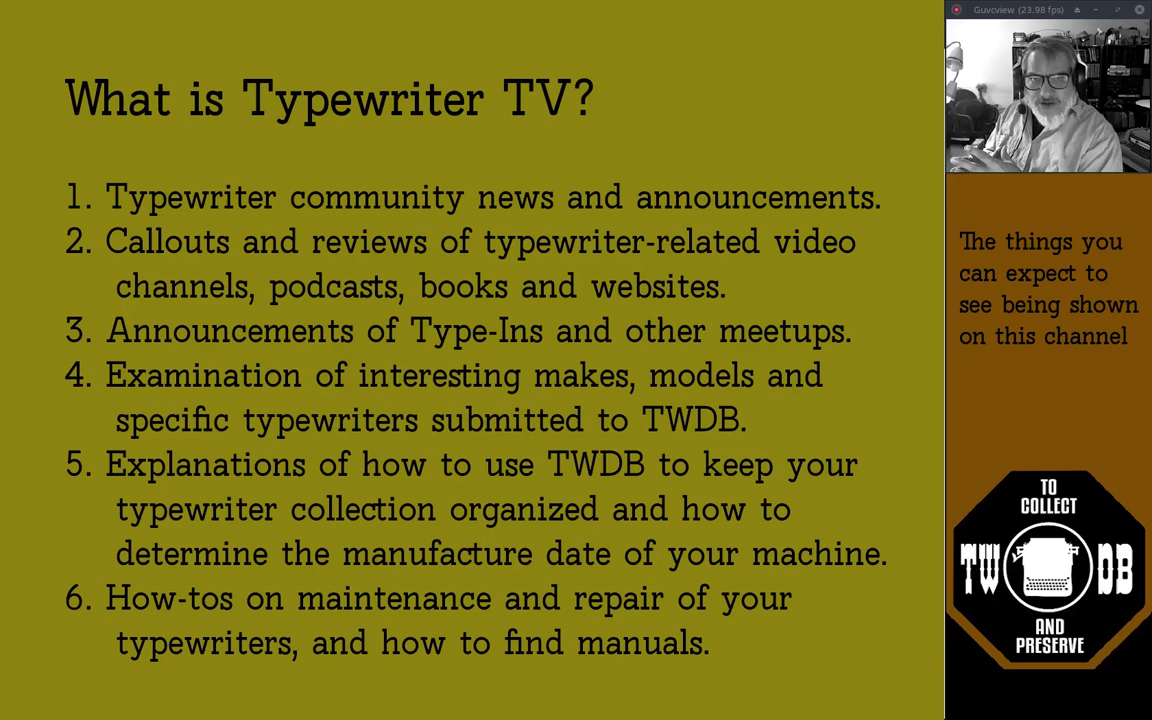 What is Typewriter TV?
1. Typewriter community news and announcements.
2. Callouts and reviews of typewriter-related video
channels, podcasts, books and websites.
3. Announcements of Type-Ins and other meetups.
4. Examination of interesting makes, models and
specific typewriters submitted to TWDB.
5. Explanations of how to use TWDB to keep your
typewriter collection organized and how to
determine the manufacture date of your machine.
6. How-tos on maintenance and repair of your
typewriters, and how to find manuals.
Guvcview (23.98 fps)
The things you
can expect to
see being shown
on this channel
TO
COLLECT
TW DB
AND
PRESERVE